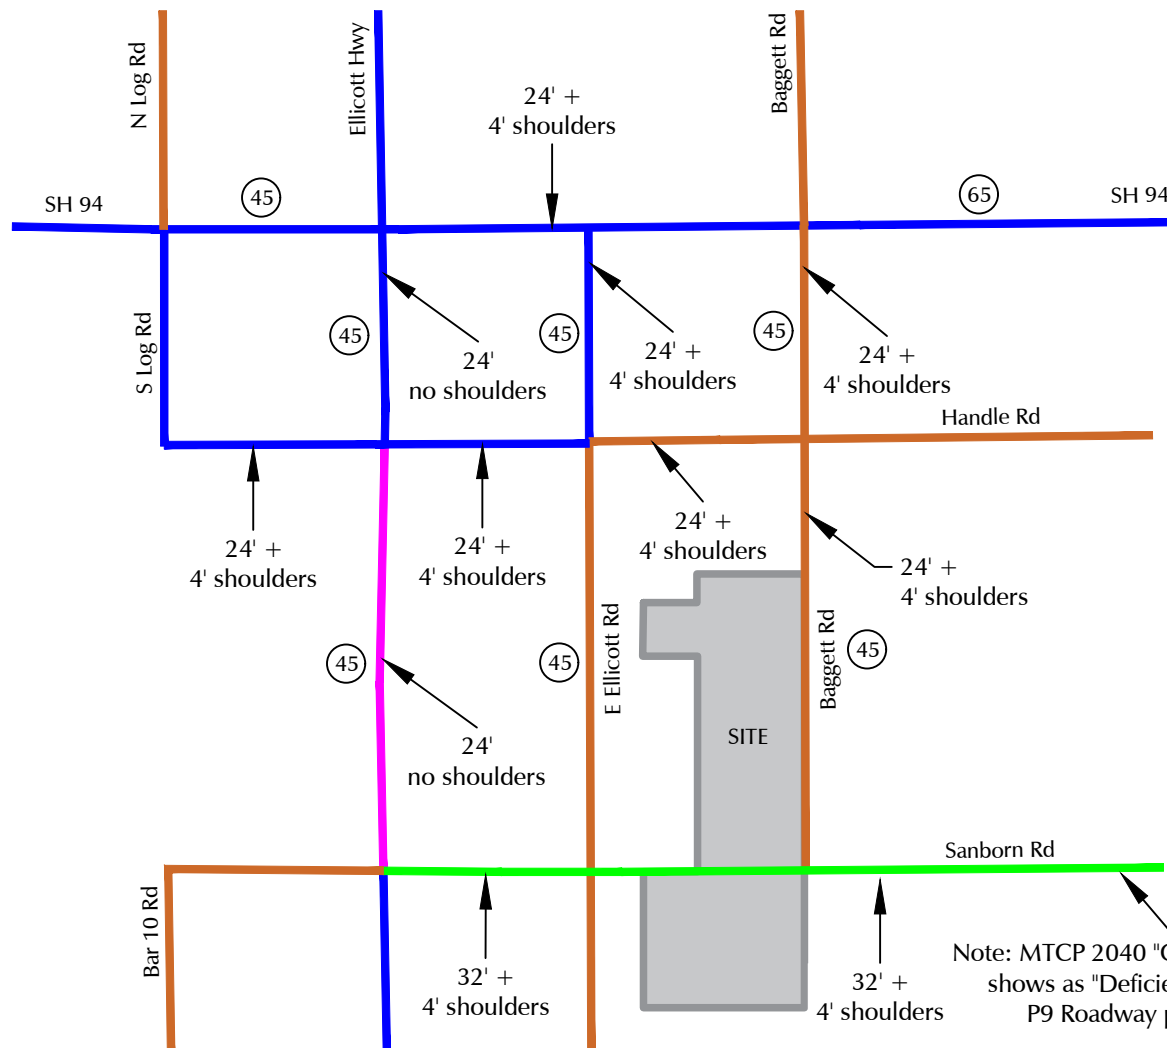 N Log Rd
Ellicott Hwy
Baggett Rd
24' +
4' shoulders
SH 94
45
65
SH 94
S Log Rd
45
24'
no shoulders
45
24' +
4' shoulders
45
24' +
4' shoulders
Handle Rd
24' +
4' shoulders
24' +
4' shoulders
24' +
4' shoulders
24' +
4' shoulders
45
24'
no shoulders
45
E Ellicott Rd
SITE
Baggett Rd
45
Sanborn Rd
Bar 10 Rd
32' +
4' shoulders
32' +
4' shoulders
Note: MTCP 2040 "
shows as "Deficie
P9 Roadway